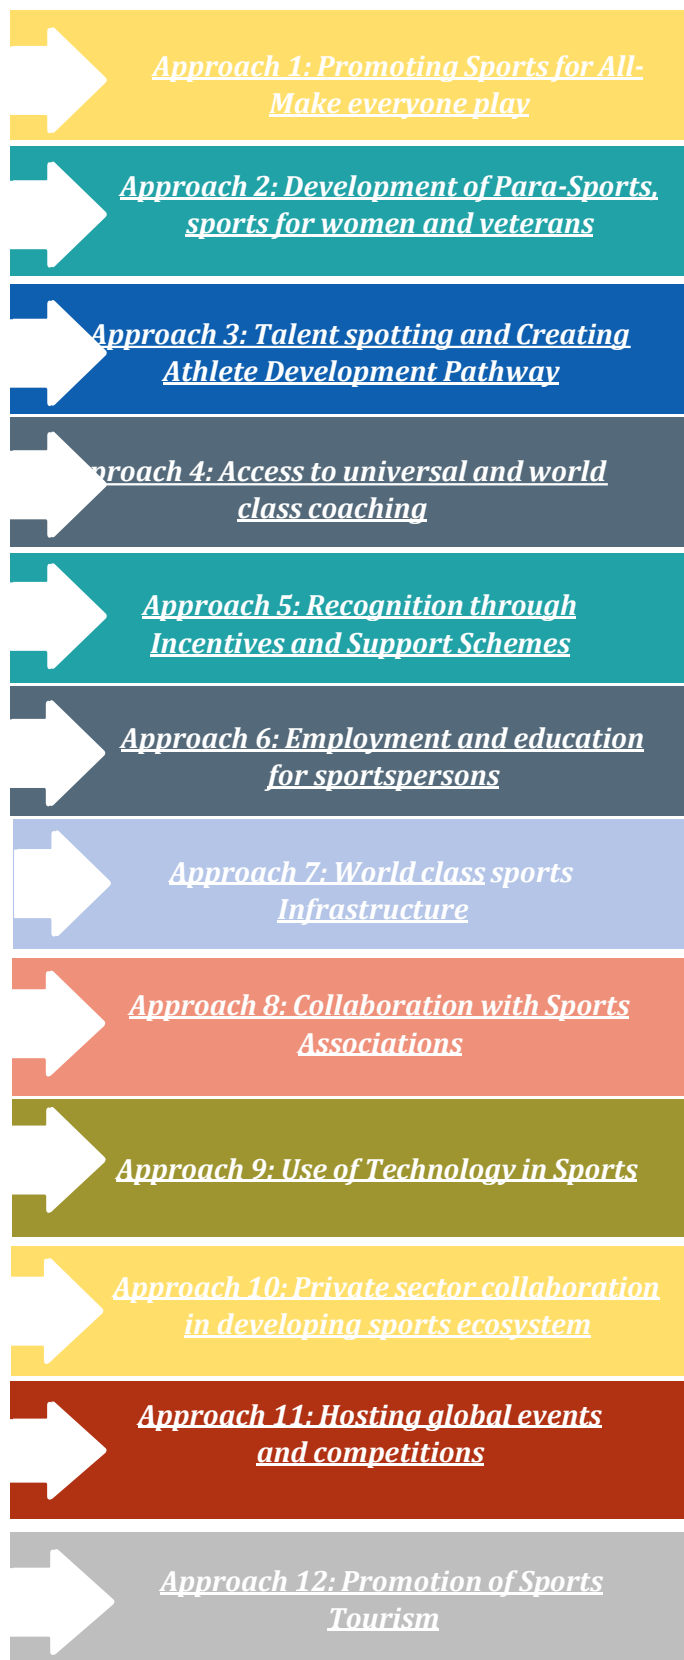 Approach 1: Promoting Sports for All-
Make everyone play
Approach 2: Development of Para-Sports,
sports for women and veterans
Approach 3: Talent spotting and Creating
Athlete Development Pathway
proach 4: Access to universal and world
class coaching
Approach 5: Recognition through
Incentives and Support Schemes
Approach 6: Employment and education
for sportspersons
Approach 7: World class sports
Infrastructure
Approach 8: Collaboration with Sports
Associations
Approach 9: Use of Technology in Sports
Approach 10: Private sector collaboration
in developing sports ecosystem
Approach 11: Hosting global events
and competitions
Approach 12: Promotion of Sports
Tourism